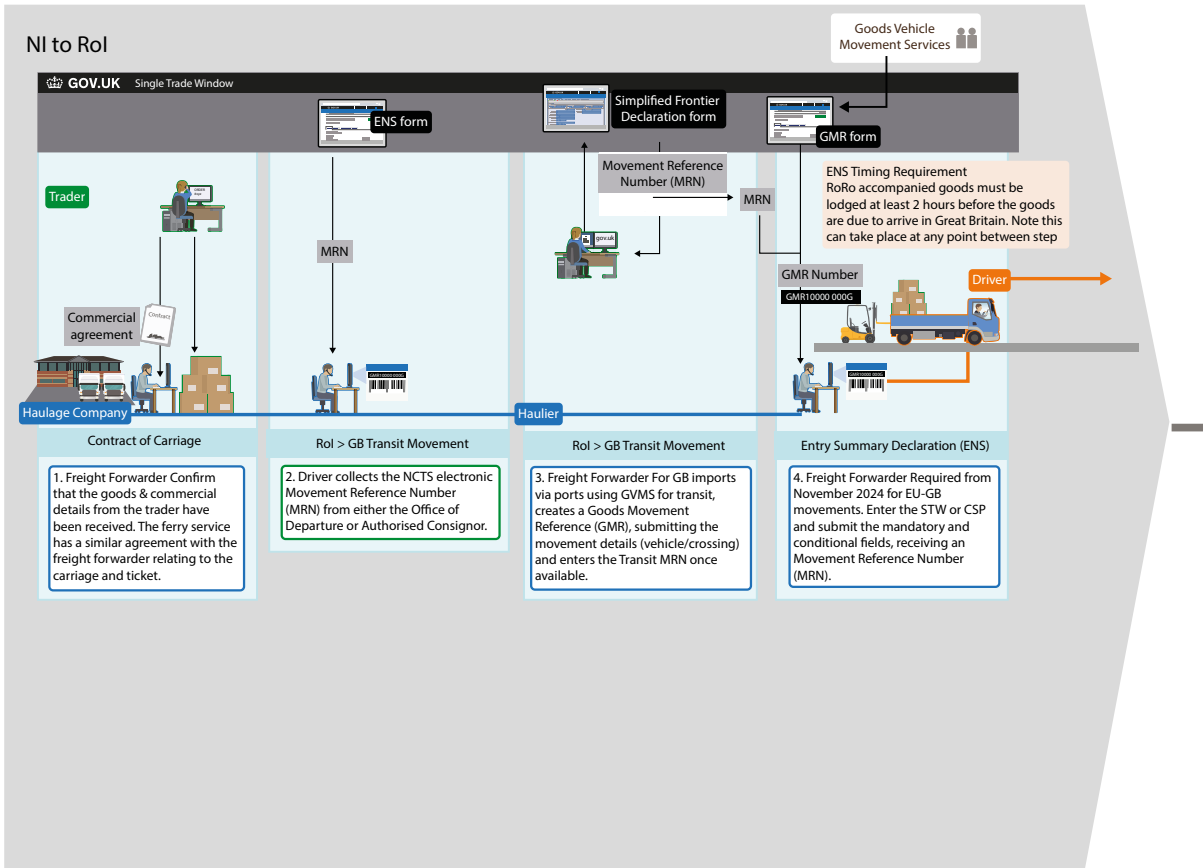 NI to RoI
Goods Vehicle
Movement Services
GOV.UK Single Trade Window
ENS form
Simplified Frontier
Declaration form
GMR form
Trader
Movement Reference
Number (MRN)
MRN
MRN
ENS Timing Requirement
RoRo accompanied goods must be
lodged at least 2 hours before the goods
are due to arrive in Great Britain. Note this
can take place at any point between step
gov.uk
GMR Number
GMR10000 000G
Driver
Commercial
agreement
Contract
GMR10000 000G
GMR10000 000G
Haulage Company
Haulier
Contract of Carriage
RoI > GB Transit Movement
RoI > GB Transit Movement
Entry Summary Declaration (ENS)
1. Freight Forwarder Confirm
that the goods & commercial
details from the trader have
been received. The ferry service
has a similar agreement with the
freight forwarder relating to the
carriage and ticket.
2. Driver collects the NCTS electronic
Movement Reference Number
(MRN) from either the Office of
Departure or Authorised Consignor.
3. Freight Forwarder For GB imports
via ports using GVMS for transit,
creates a Goods Movement
Reference (GMR), submitting the
movement details (vehicle/crossing)
and enters the Transit MRN once
available.
4. Freight Forwarder Required from
November 2024 for EU-GB
movements. Enter the STW or CSP
and submit the mandatory and
conditional fields, receiving an
Movement Reference Number
(MRN).